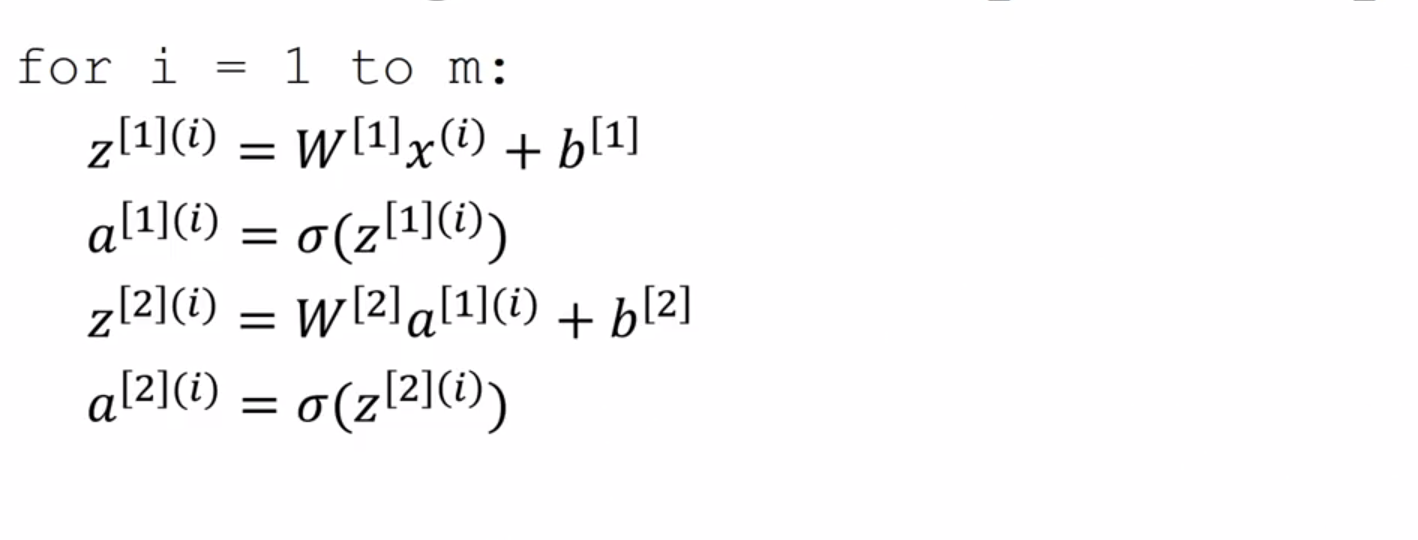 for i = 1 to m:
z^{[1](i)} = W^{[1]}x^{(i)} + b^{[1]}
a^{[1](i)} = σ(z^{[1](i)})
z^{[2](i)} = W^{[2]}a^{[1](i)} + b^{[2]}
a^{[2](i)} = σ(z^{[2](i)})